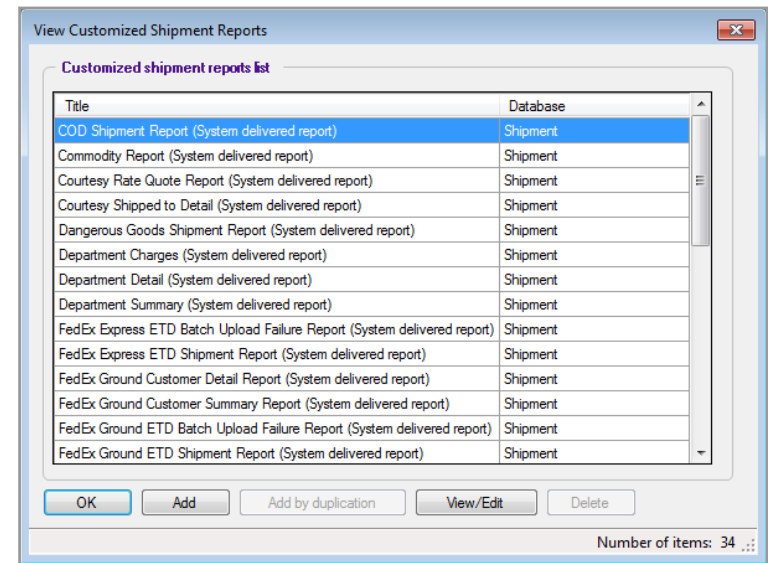 View Customized Shipment Reports
Customized shipment reports list
Title Database
COD Shipment Report (System delivered report) Shipment
Commodity Report (System delivered report) Shipment
Courtesy Rate Quote Report (System delivered report) Shipment
Courtesy Shipped to Detail (System delivered report) Shipment
Dangerous Goods Shipment Report (System delivered report) Shipment
Department Charges (System delivered report) Shipment
Department Detail (System delivered report) Shipment
Department Summary (System delivered report) Shipment
FedEx Express ETD Batch Upload Failure Report (System delivered report) Shipment
FedEx Express ETD Shipment Report (System delivered report) Shipment
FedEx Ground Customer Detail Report (System delivered report) Shipment
FedEx Ground Customer Summary Report (System delivered report) Shipment
FedEx Ground ETD Batch Upload Failure Report (System delivered report) Shipment
FedEx Ground ETD Shipment Report (System delivered report) Shipment
OK Add Add by duplication View/Edit Delete
Number of items: 34